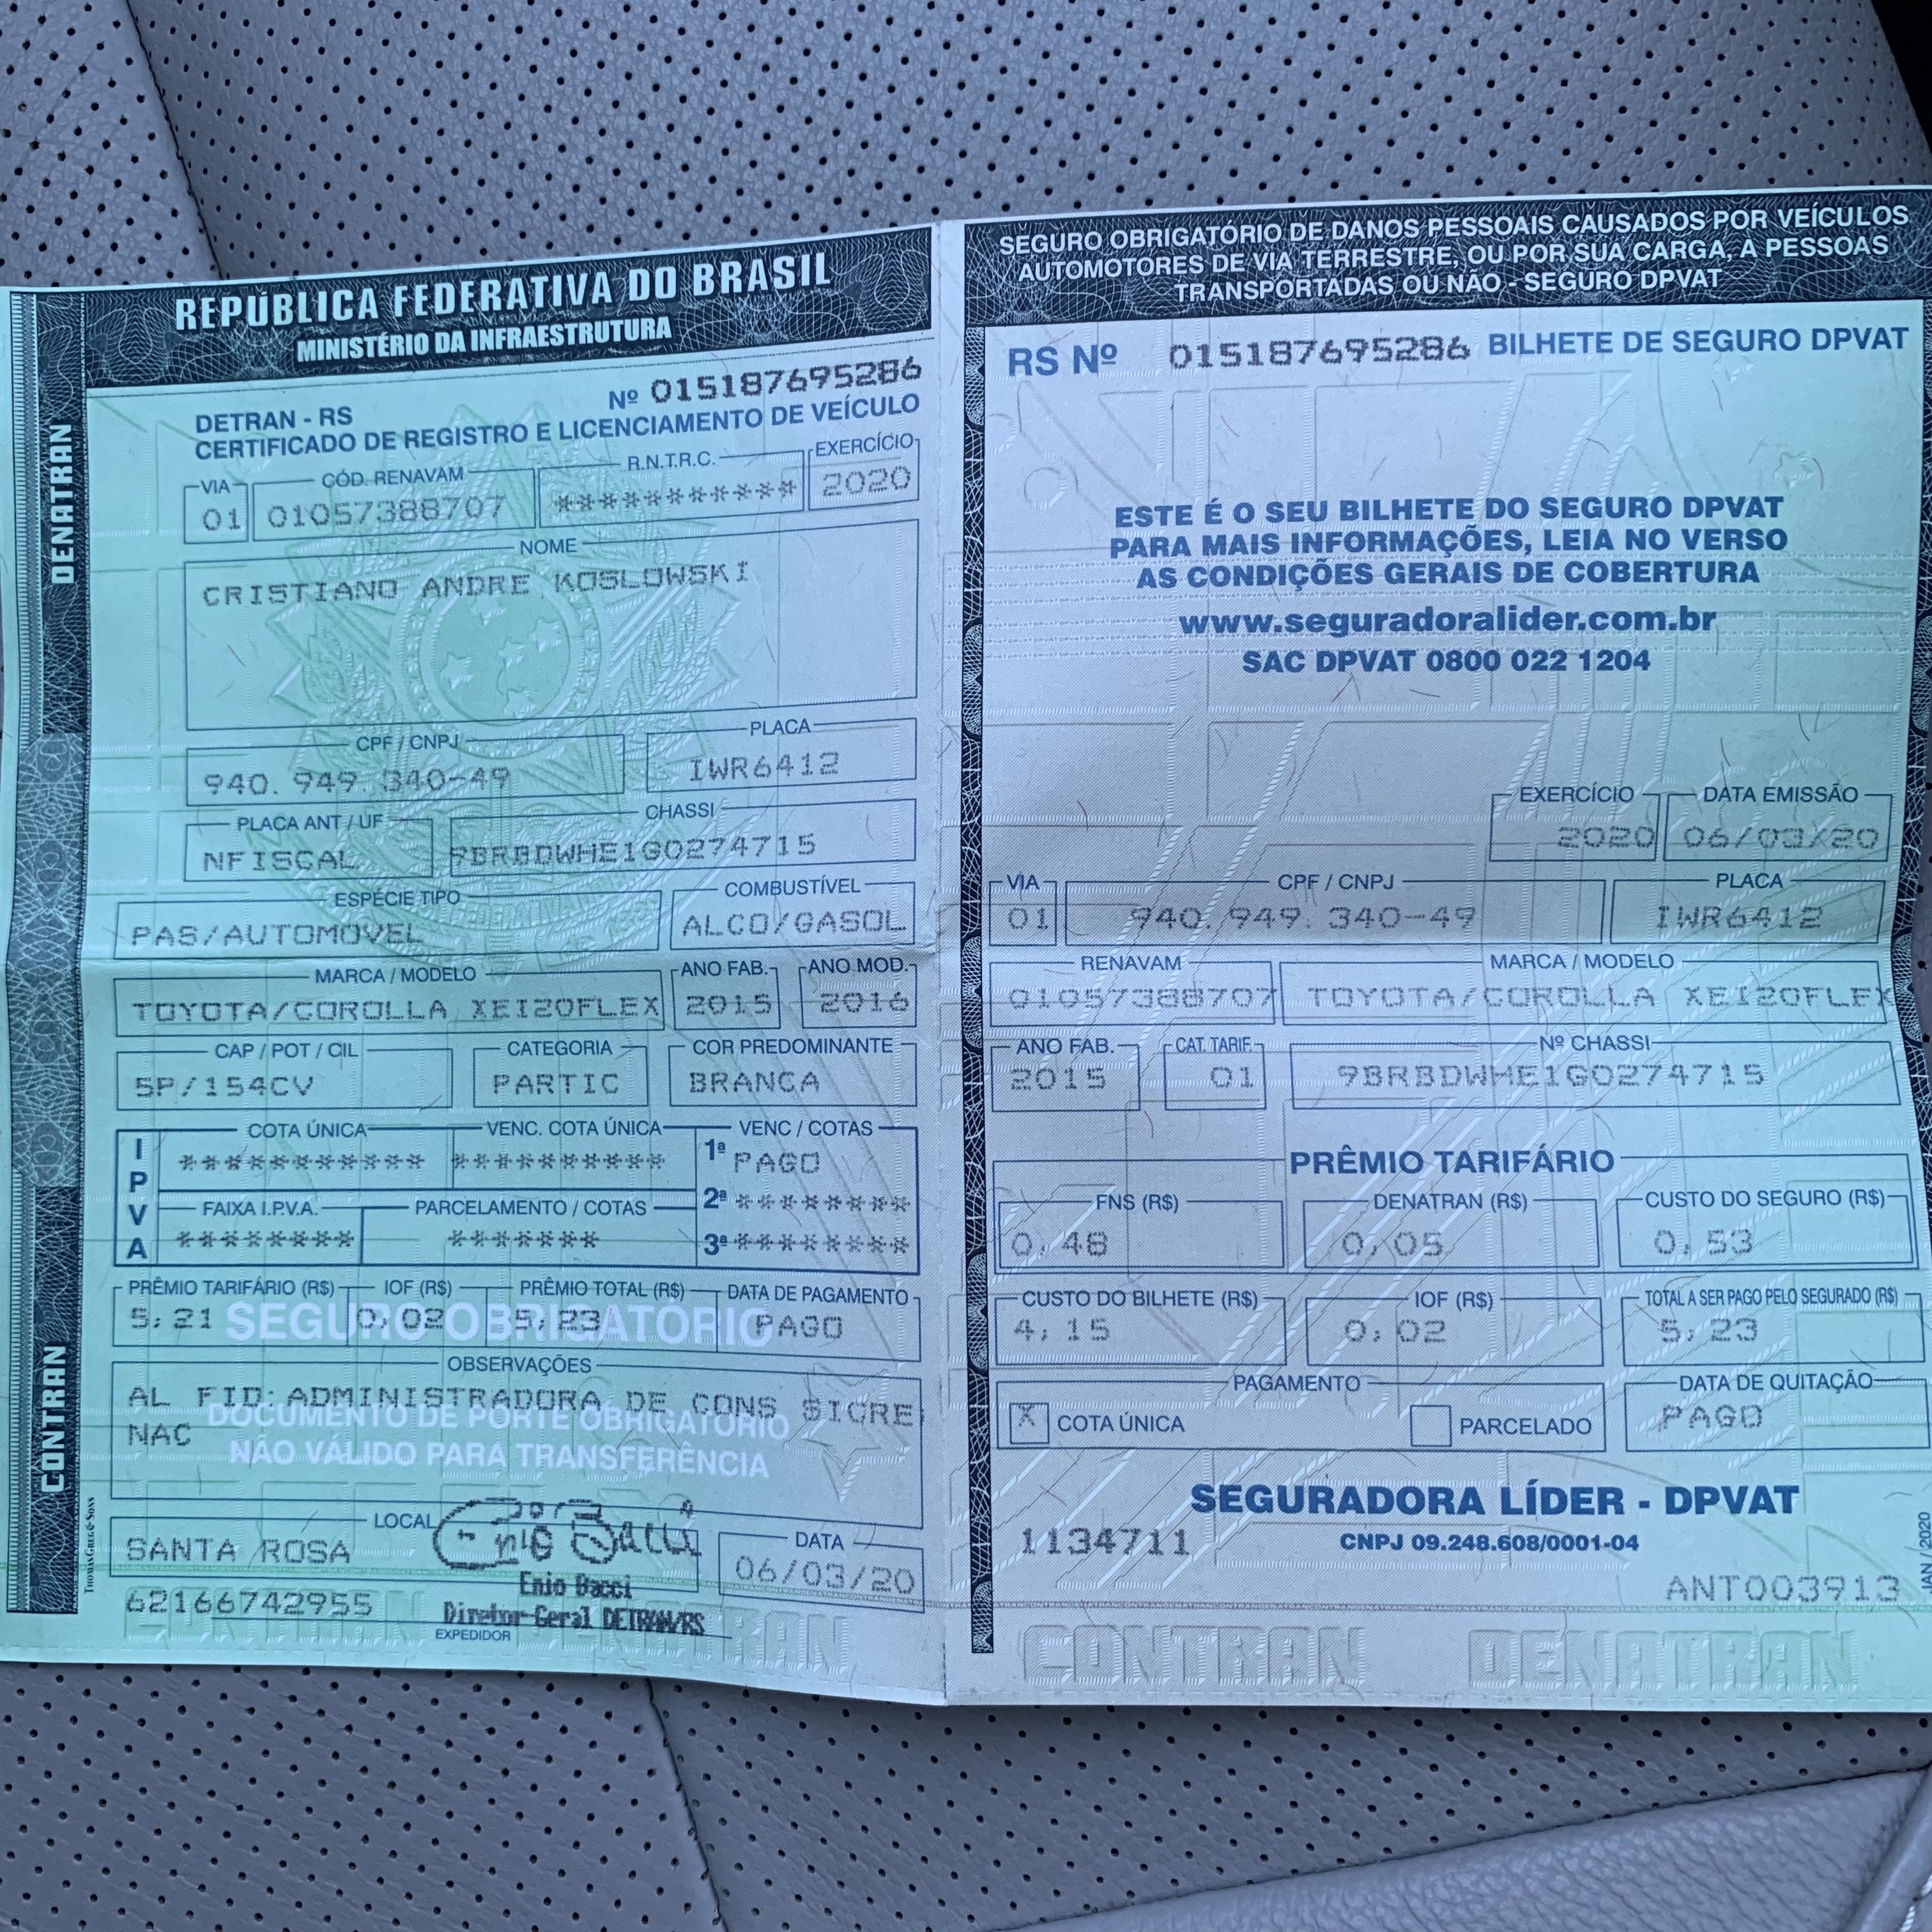 REPÚBLICA FEDERATIVA DO BRASIL
MINISTÉRIO DA INFRAESTRUTURA
DENATRAN
CONTRAN
DETRAN - RS
Nº 015187695286
CERTIFICADO DE REGISTRO E LICENCIAMENTO DE VEÍCULO
VIA CÓD. RENAVAM R.N.T.R.C. EXERCÍCIO
01 01057388707 *********** 2020
NOME
CRISTIANO ANDRE KOSLOWSKI
CPF / CNPJ PLACA
940.949.340-49 IWR6412
PLACA ANT / UF CHASSI
NFISCAL 9BRBDWHE1G0274715
ESPÉCIE TIPO COMBUSTÍVEL
PAS/AUTOMOVEL ALCO/GASOL
MARCA / MODELO ANO FAB. ANO MOD.
TOYOTA/COROLLA XEI20FLEX 2015 2016
CAP / POT / CIL CATEGORIA COR PREDOMINANTE
5P/154CV PARTIC BRANCA
IPVA
COTA ÚNICA VENC. COTA ÚNICA VENC / COTAS
*********** ********** 1ª PAGO
2ª ********
FAIXA I.P.V.A. PARCELAMENTO / COTAS
******** ******* 3ª ********
PRÊMIO TARIFÁRIO (R$) IOF (R$) PRÊMIO TOTAL (R$) DATA DE PAGAMENTO
5,21 0,02 5,23 PAGO
SEGURO OBRIGATÓRIO
OBSERVAÇÕES
AL FID:ADMINISTRADORA DE CONS SICRE
NAC
DOCUMENTO DE PORTE OBRIGATÓRIO
NÃO VÁLIDO PARA TRANSFERÊNCIA
LOCAL DATA
SANTA ROSA 06/03/20
Enio Bacci
62166742955
Enio Bacci
Diretor-Geral DETRAN/RS
EXPEDIDOR
THOMAS GREG & SONS
CONTRAN DENATRAN
SEGURO OBRIGATÓRIO DE DANOS PESSOAIS CAUSADOS POR VEÍCULOS
AUTOMOTORES DE VIA TERRESTRE, OU POR SUA CARGA, A PESSOAS
TRANSPORTADAS OU NÃO - SEGURO DPVAT
RS Nº 015187695286 BILHETE DE SEGURO DPVAT
ESTE É O SEU BILHETE DO SEGURO DPVAT
PARA MAIS INFORMAÇÕES, LEIA NO VERSO
AS CONDIÇÕES GERAIS DE COBERTURA
www.seguradoralider.com.br
SAC DPVAT 0800 022 1204
EXERCÍCIO DATA EMISSÃO
2020 06/03/20
VIA CPF / CNPJ PLACA
01 940.949.340-49 IWR6412
RENAVAM MARCA / MODELO
01057388707 TOYOTA/COROLLA XEI20FLEX
ANO FAB. CAT. TARIF. Nº CHASSI
2015 01 9BRBDWHE1G0274715
PRÊMIO TARIFÁRIO
FNS (R$) DENATRAN (R$) CUSTO DO SEGURO (R$)
0,48 0,05 0,53
CUSTO DO BILHETE (R$) IOF (R$) TOTAL A SER PAGO PELO SEGURADO (R$)
4,15 0,02 5,23
PAGAMENTO DATA DE QUITAÇÃO
X COTA ÚNICA PARCELADO PAGO
SEGURADORA LÍDER - DPVAT
1134711 CNPJ 09.248.608/0001-04
ANT003913
JAN / 2020
CONTRAN DENATRAN